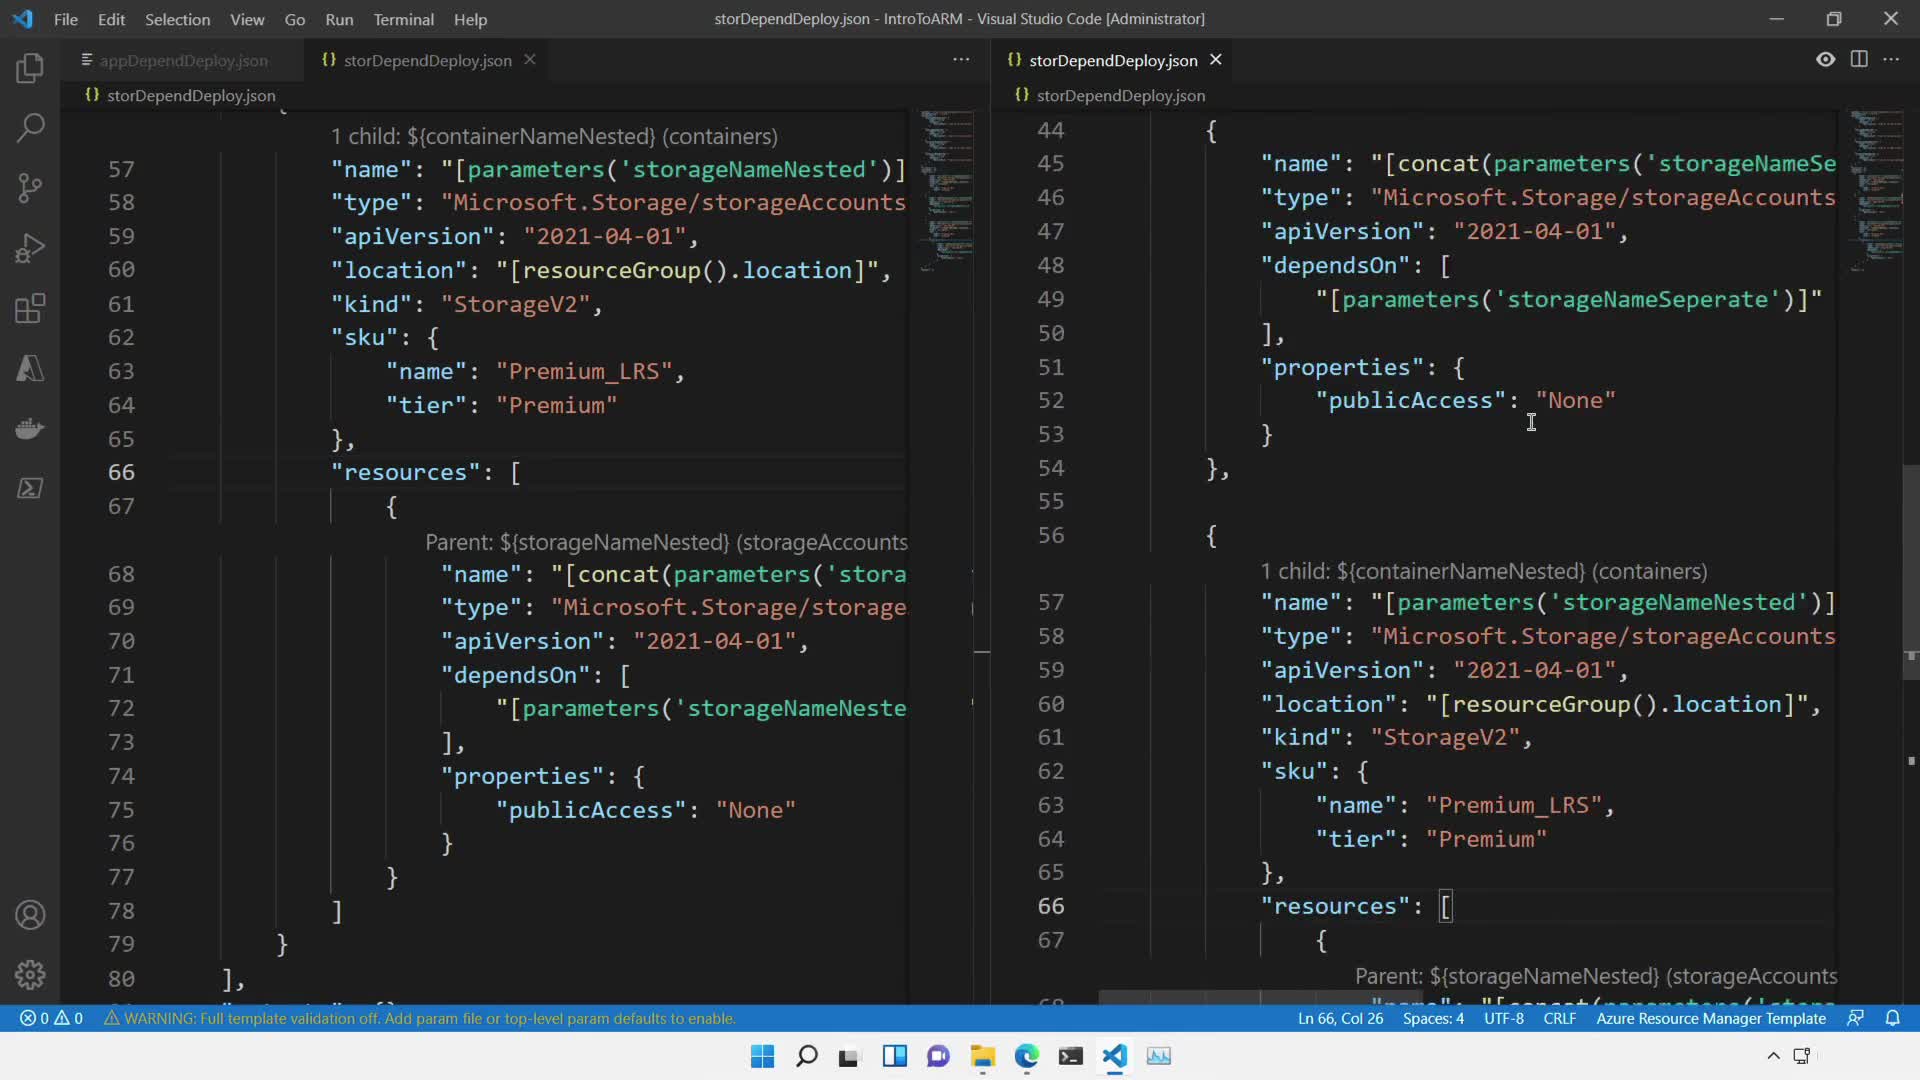 File Edit Selection View Go Run Terminal Help
storDependDeploy.json - IntroToARM - Visual Studio Code [Administrator]
appDependDeploy.json
{} storDependDeploy.json
{} storDependDeploy.json
1 child: ${containerNameNested} (containers)
57 "name": "[parameters('storageNameNested')]
58 "type": "Microsoft.Storage/storageAccounts
59 "apiVersion": "2021-04-01",
60 "location": "[resourceGroup().location]",
61 "kind": "StorageV2",
62 "sku": {
63 "name": "Premium_LRS",
64 "tier": "Premium"
65 },
66 "resources": [
67 {
Parent: ${storageNameNested} (storageAccounts
68 "name": "[concat(parameters('stora
69 "type": "Microsoft.Storage/storage
70 "apiVersion": "2021-04-01",
71 "dependsOn": [
72 "[parameters('storageNameNeste
73 ],
74 "properties": {
75 "publicAccess": "None"
76 }
77 }
78 ]
79 }
80 ],
{} storDependDeploy.json
{} storDependDeploy.json
44 {
45 "name": "[concat(parameters('storageNameSe
46 "type": "Microsoft.Storage/storageAccounts
47 "apiVersion": "2021-04-01",
48 "dependsOn": [
49 "[parameters('storageNameSeperate')]"
50 ],
51 "properties": {
52 "publicAccess": "None"
53 }
54 },
55
56 {
1 child: ${containerNameNested} (containers)
57 "name": "[parameters('storageNameNested')]
58 "type": "Microsoft.Storage/storageAccounts
59 "apiVersion": "2021-04-01",
60 "location": "[resourceGroup().location]",
61 "kind": "StorageV2",
62 "sku": {
63 "name": "Premium_LRS",
64 "tier": "Premium"
65 },
66 "resources": [
67 {
Parent: ${storageNameNested} (storageAccounts
68 "name": "[concat(parameters('stora
0 0 WARNING: Full template validation off. Add param file or top-level param defaults to enable.
Ln 66, Col 26 Spaces: 4 UTF-8 CRLF Azure Resource Manager Template